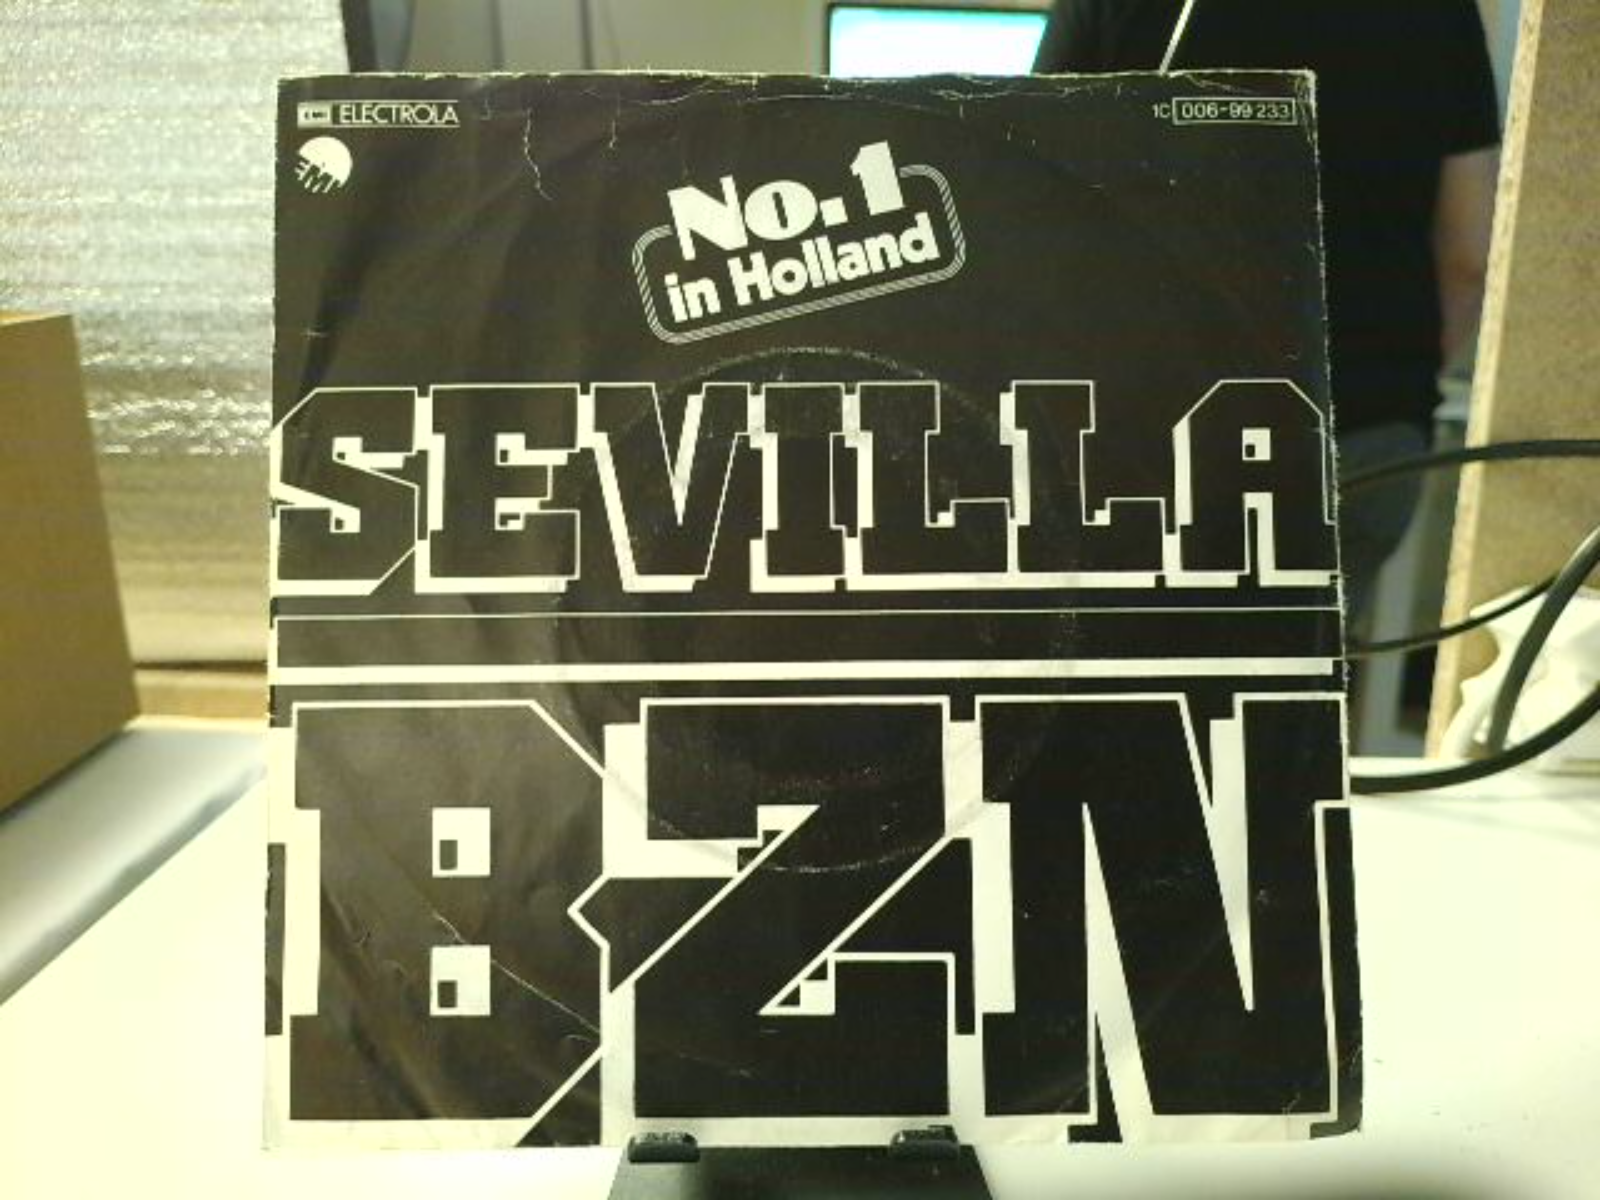 EMI ELECTROLA
1C 006-99 233
EMI
No. 1
in Holland
SEVILLA
BZN